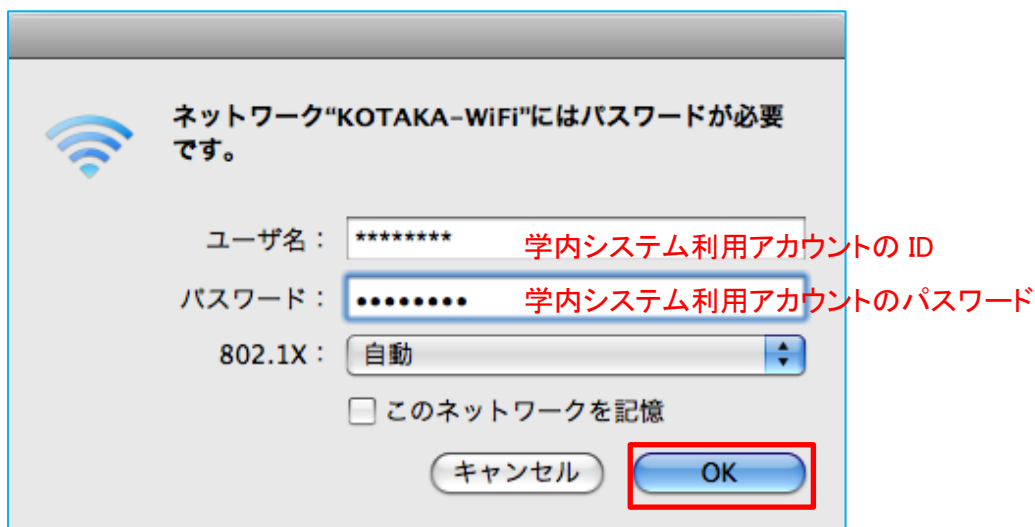 ネットワーク“KOTAKA-WiFi”にはパスワードが必要
です。
ユーザ名： ******** 学内システム利用アカウントの ID
パスワード： •••••••• 学内システム利用アカウントのパスワード
802.1X： 自動
このネットワークを記憶
キャンセル OK